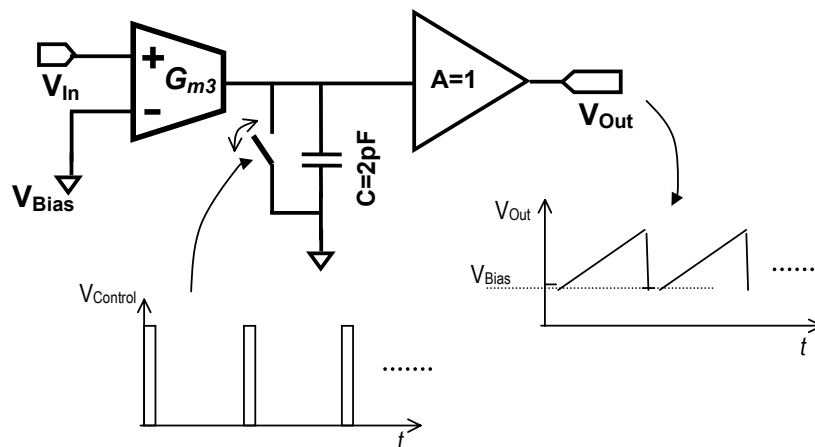 +
G_m3
-
V_In
V_Bias
A=1
V_Out
C=2pF
V_Out
V_Bias
.......
t
V_Control
........
t